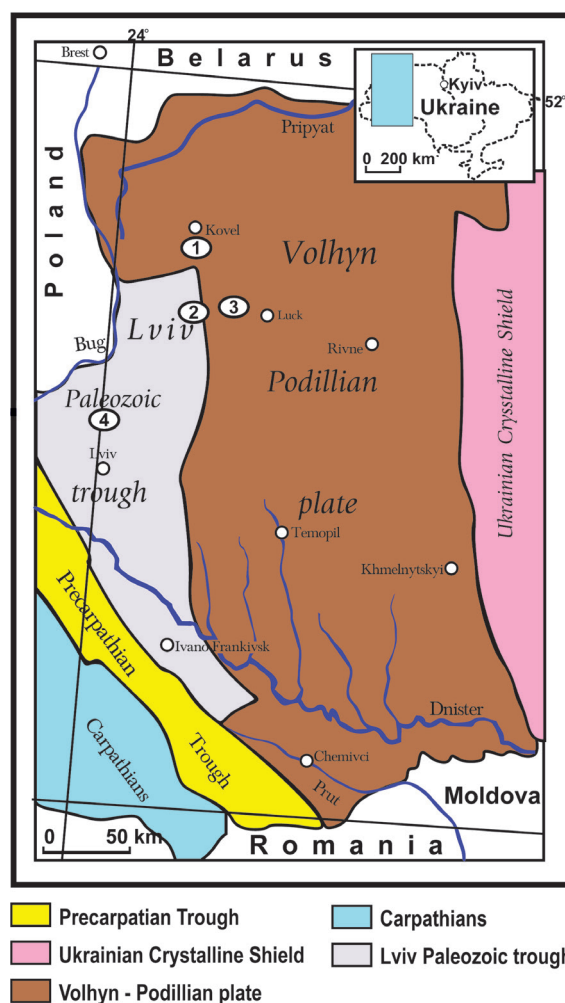 24°
Brest
Belarus
52°
Kyiv
Ukraine
0 200 km
Pripyat
Poland
Kovel
1
Volhyn
2
3
Lviv
Luck
Bug
Rivne
Podillian
Paleozoic
4
Lviv
trough
plate
Ukrainian Crysstalline Shield
Ternopil
Khmelnytskyi
Precarpathian
Trough
Ivano Frankivsk
Dnister
Carpathians
Chernivci
Prut
Moldova
0 50 km
Romania
Precarpatian Trough
Carpathians
Ukrainian Crystalline Shield
Lviv Paleozoic trough
Volhyn - Podillian plate